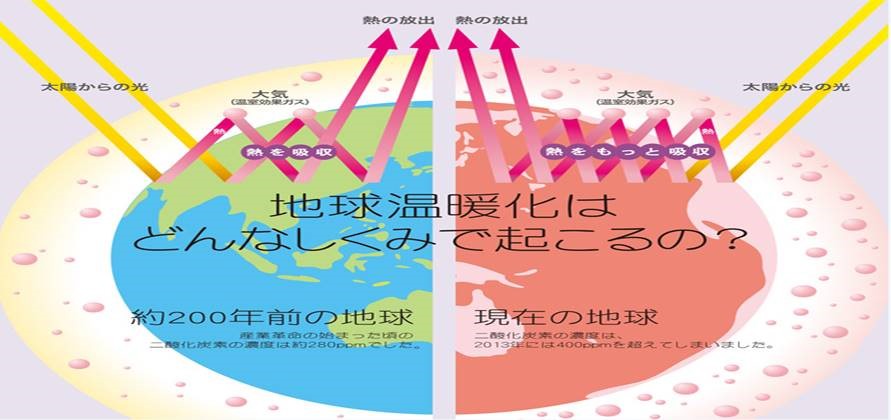 熱の放出 熱の放出
太陽からの光 大気 大気 太陽からの光
(温室効果ガス) (温室効果ガス)
熱 熱
熱を吸収 熱をもっと吸収
地球温暖化は
どんなしくみで起こるの？
約200年前の地球
産業革命の始まった頃の
二酸化炭素の濃度は約280ppmでした。
現在の地球
二酸化炭素の濃度は、
2013年には400ppmを超えてしまいました。